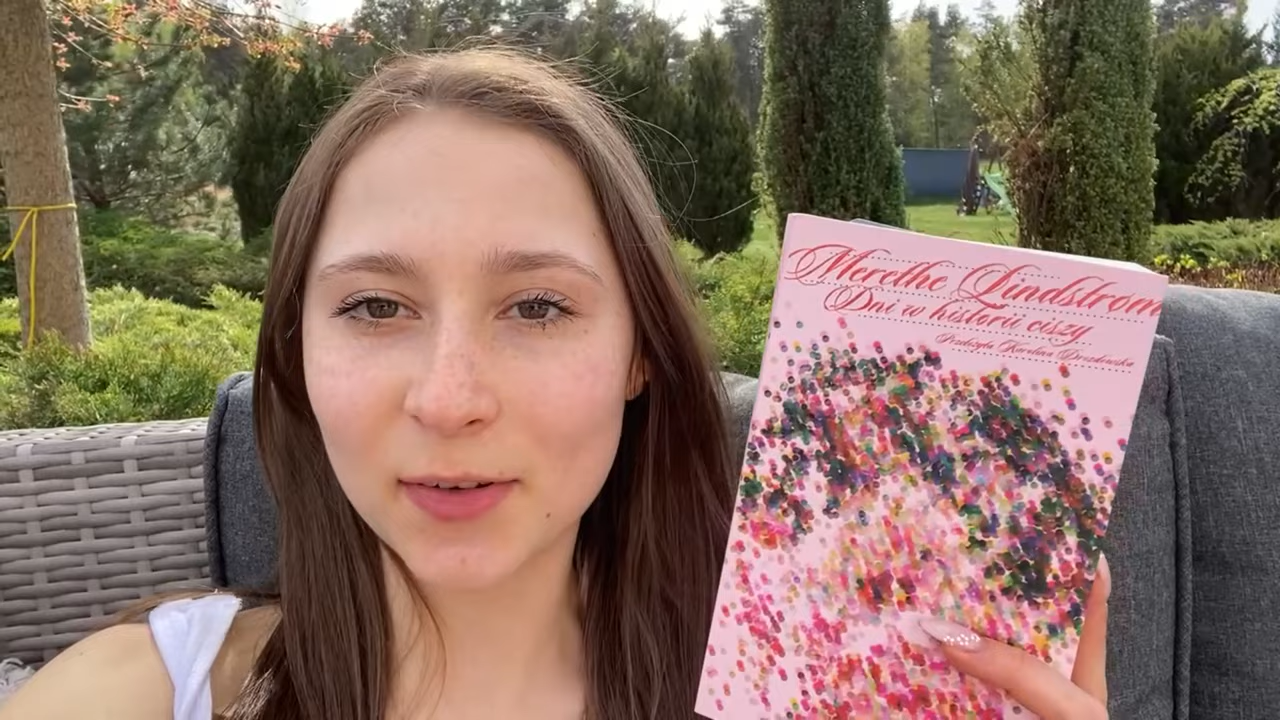 Merethe Lindstrøm
Dni w historii ciszy
Przełożyła Karolina Drozdowska